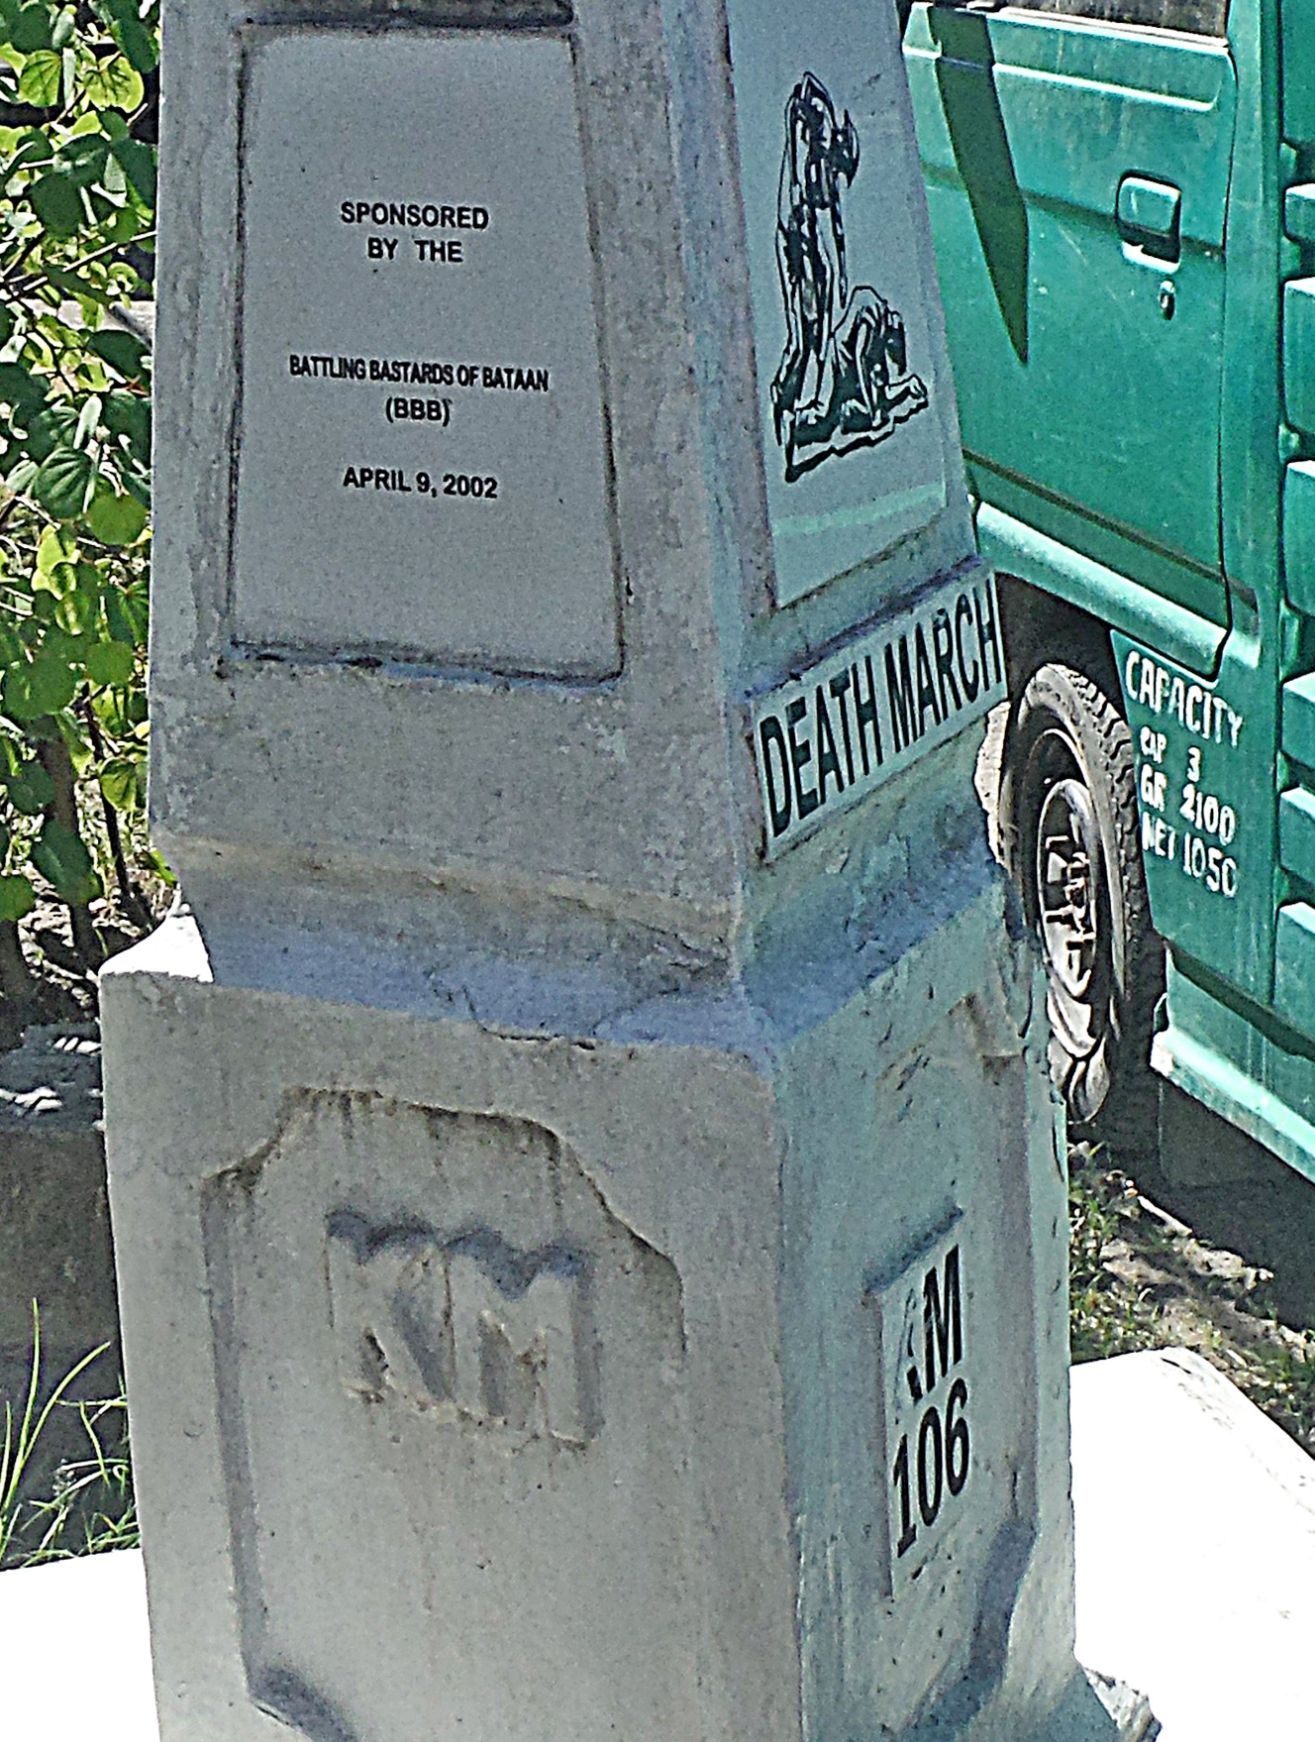 SPONSORED
BY THE
BATTLING BASTARDS OF BATAAN
(BBB)
APRIL 9, 2002
DEATH MARCH
KM
KM
106
CAPACITY
CAP 3
GR 2100
NET 1050